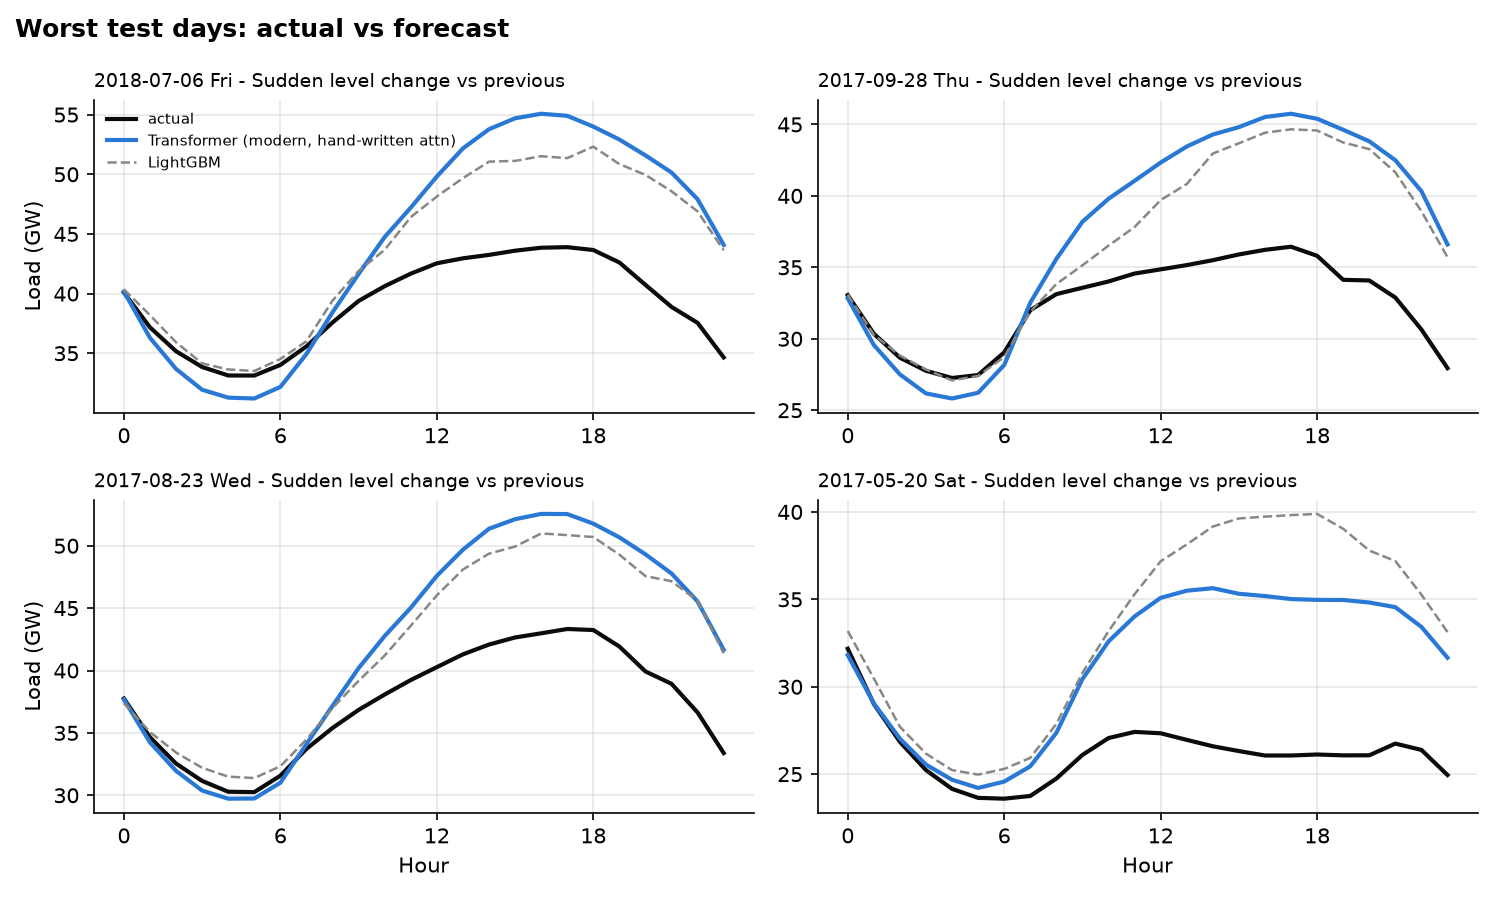 Worst test days: actual vs forecast
2018-07-06 Fri - Sudden level change vs previous
actual
Transformer (modern, hand-written attn)
LightGBM
55
50
45
40
35
Load (GW)
0 6 12 18
2017-09-28 Thu - Sudden level change vs previous
45
40
35
30
25
0 6 12 18
2017-08-23 Wed - Sudden level change vs previous
50
45
40
35
30
Load (GW)
0 6 12 18
Hour
2017-05-20 Sat - Sudden level change vs previous
40
35
30
25
0 6 12 18
Hour